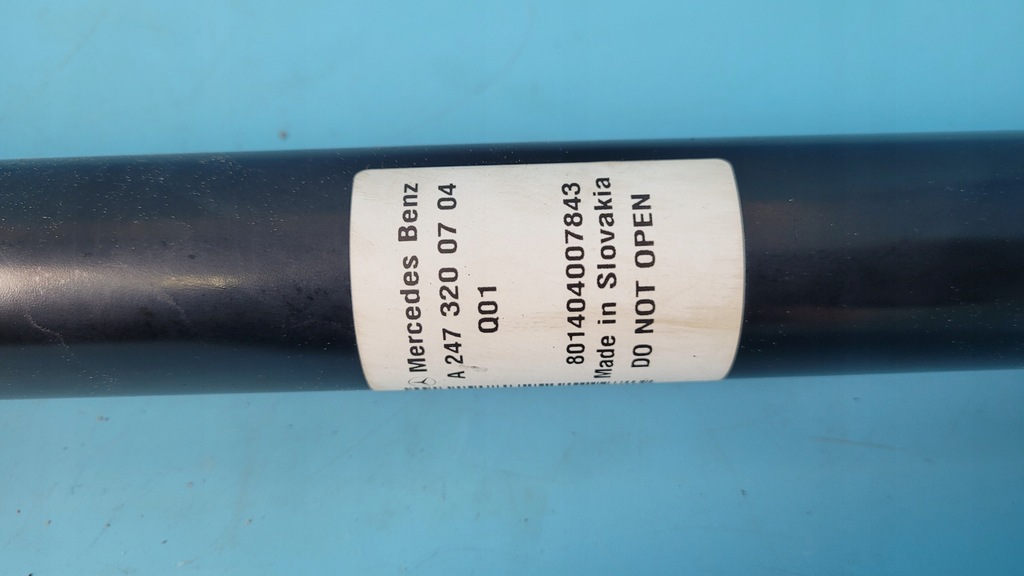 Mercedes Benz
A 247 320 07 04
Q01
801404007843
Made in Slovakia
DO NOT OPEN